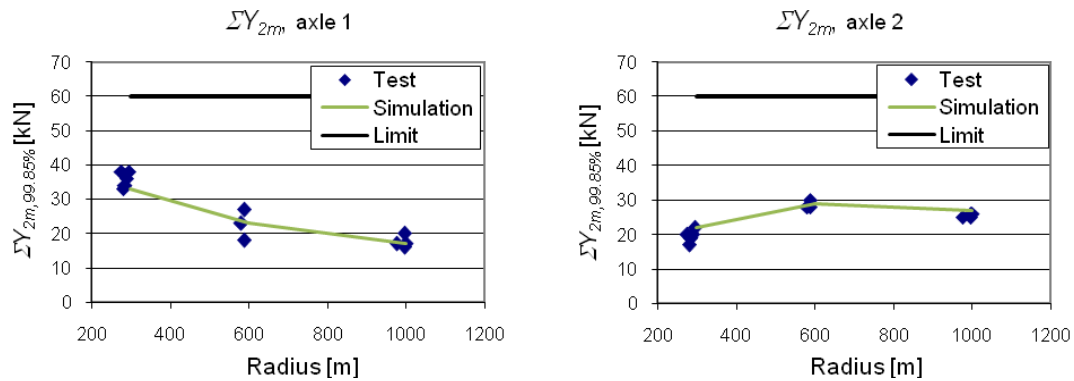 ΣY2m, axle 1
ΣY2m,99.85% [kN]
70
60
50
40
30
20
10
0
Test
Simulation
Limit
200 400 600 800 1000 1200
Radius [m]
ΣY2m, axle 2
ΣY2m,99.85% [kN]
70
60
50
40
30
20
10
0
Test
Simulation
Limit
200 400 600 800 1000 1200
Radius [m]